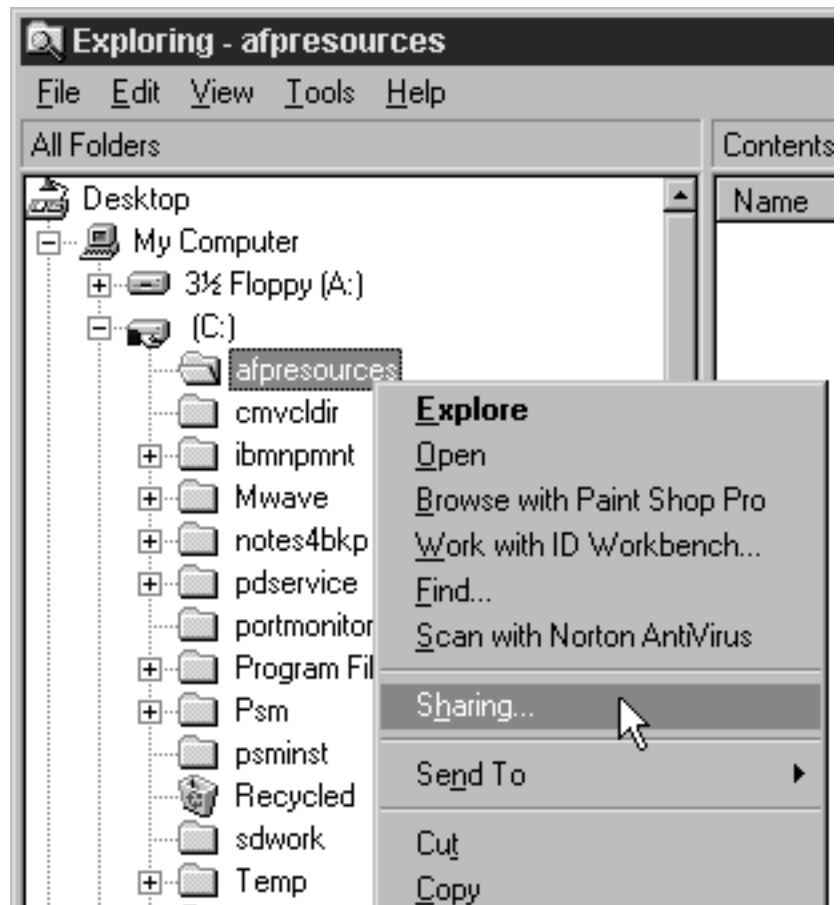 Exploring - afpresources
File Edit View Tools Help
All Folders
Contents
Name
Desktop
My Computer
3½ Floppy (A:)
(C:)
afpresources
cmvcldir
ibmnpmnt
Mwave
notes4bkp
pdservice
portmonitor
Program Fil
Psm
psminst
Recycled
sdwork
Temp
Explore
Open
Browse with Paint Shop Pro
Work with ID Workbench...
Find...
Scan with Norton AntiVirus
Sharing...
Send To
Cut
Copy